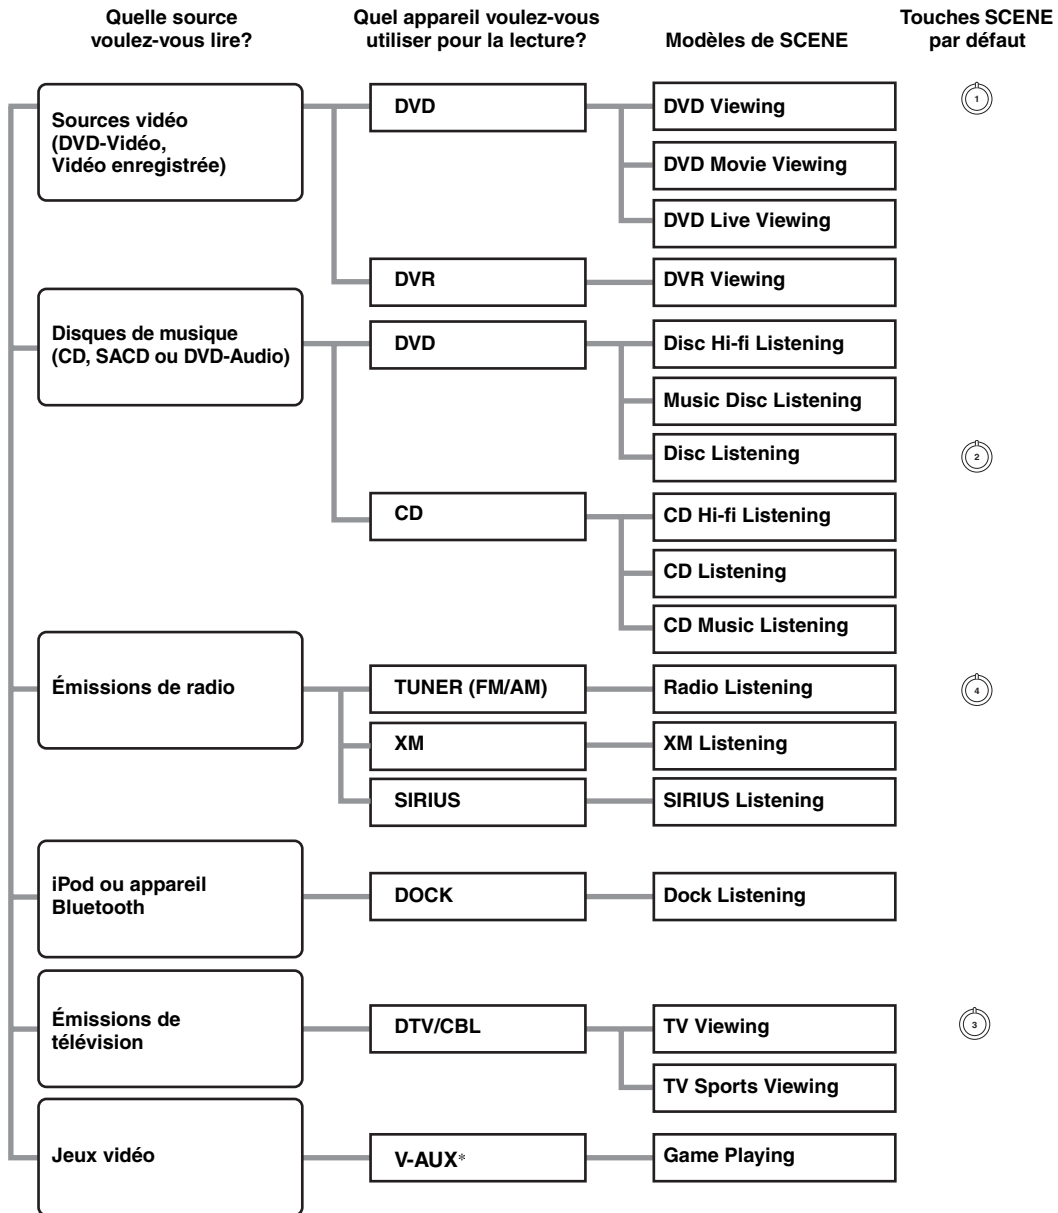 Quelle source
voulez-vous lire?
Quel appareil voulez-vous
utiliser pour la lecture?
Modèles de SCENE
Touches SCENE
par défaut
Sources vidéo
(DVD-Vidéo,
Vidéo enregistrée)
DVD
DVD Viewing
1
DVD Movie Viewing
DVD Live Viewing
DVR
DVR Viewing
Disques de musique
(CD, SACD ou DVD-Audio)
DVD
Disc Hi-fi Listening
Music Disc Listening
Disc Listening
2
CD
CD Hi-fi Listening
CD Listening
CD Music Listening
Émissions de radio
TUNER (FM/AM)
Radio Listening
4
XM
XM Listening
SIRIUS
SIRIUS Listening
iPod ou appareil
Bluetooth
DOCK
Dock Listening
Émissions de
télévision
DTV/CBL
TV Viewing
3
TV Sports Viewing
Jeux vidéo
V-AUX*
Game Playing